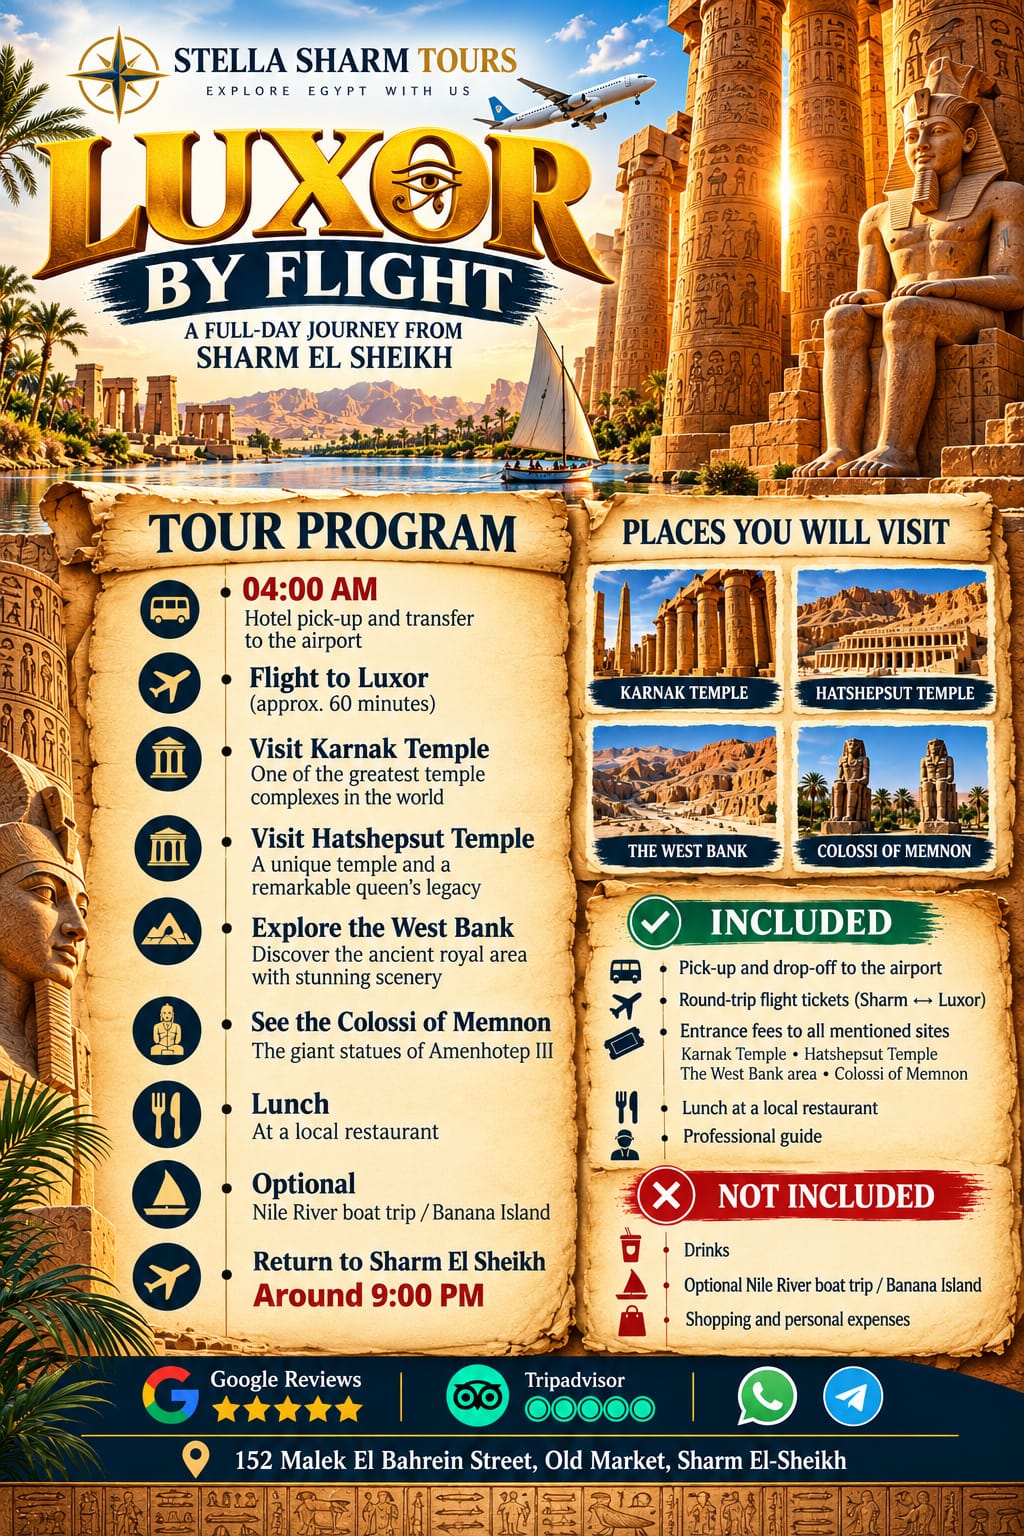 STELLA SHARM TOURS
EXPLORE EGYPT WITH US
LUXOR
BY FLIGHT
A FULL-DAY JOURNEY FROM
SHARM EL SHEIKH
TOUR PROGRAM
04:00 AM
Hotel pick-up and transfer
to the airport
Flight to Luxor
(approx. 60 minutes)
Visit Karnak Temple
One of the greatest temple
complexes in the world
Visit Hatshepsut Temple
A unique temple and a
remarkable queen's legacy
Explore the West Bank
Discover the ancient royal area
with stunning scenery
See the Colossi of Memnon
The giant statues of Amenhotep III
Lunch
At a local restaurant
Optional
Nile River boat trip / Banana Island
Return to Sharm El Sheikh
Around 9:00 PM
PLACES YOU WILL VISIT
KARNAK TEMPLE
HATSHEPSUT TEMPLE
THE WEST BANK
COLOSSI OF MEMNON
INCLUDED
Pick-up and drop-off to the airport
Round-trip flight tickets (Sharm ↔ Luxor)
Entrance fees to all mentioned sites
Karnak Temple • Hatshepsut Temple
The West Bank area • Colossi of Memnon
Lunch at a local restaurant
Professional guide
NOT INCLUDED
Drinks
Optional Nile River boat trip / Banana Island
Shopping and personal expenses
Google Reviews
Tripadvisor
152 Malek El Bahrein Street, Old Market, Sharm El-Sheikh